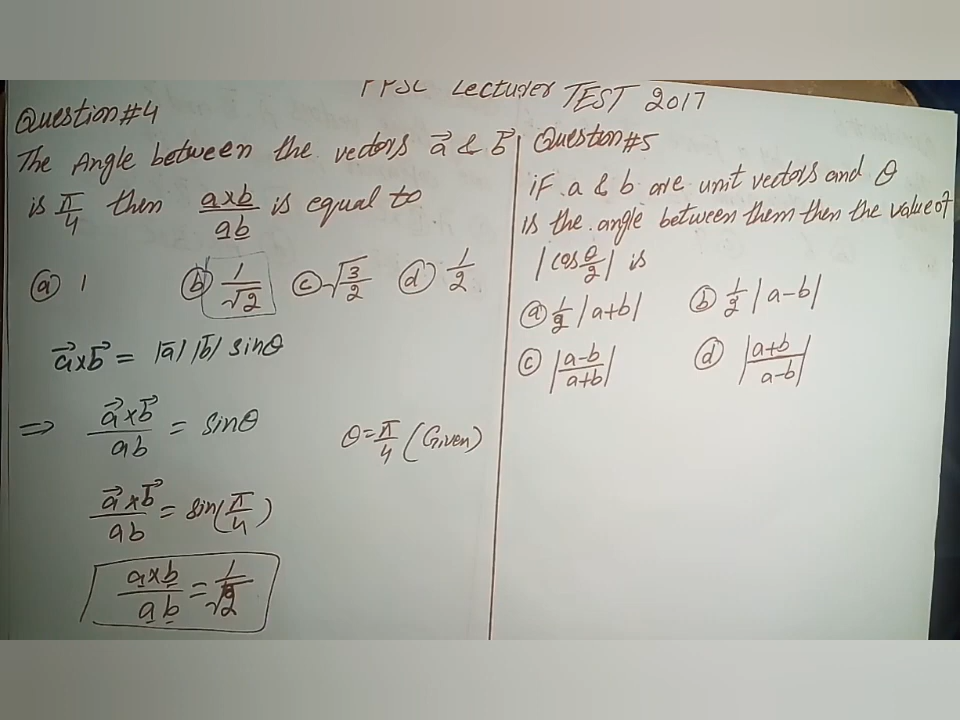 PPSC Lecturer TEST 2017
Question#4
The Angle between the vectors a⃗ & b⃗
is π/4 then a×b/ab is equal to
(a) 1 (b) 1/√2 (c) √3/2 (d) 1/2
a⃗×b⃗ = |a̅| |b̅| sinθ
⇒ a⃗×b⃗/ab = sinθ θ=π/4 (Given)
a⃗×b⃗/ab = sin(π/4)
a×b/ab = 1/√2
Question#5
if a & b are unit vectors and θ
is the angle between them then the value of
|cos θ/2| is
(a) 1/2 |a+b| (b) 1/2 |a-b|
(c) |a-b/a+b| (d) |a+b/a-b|